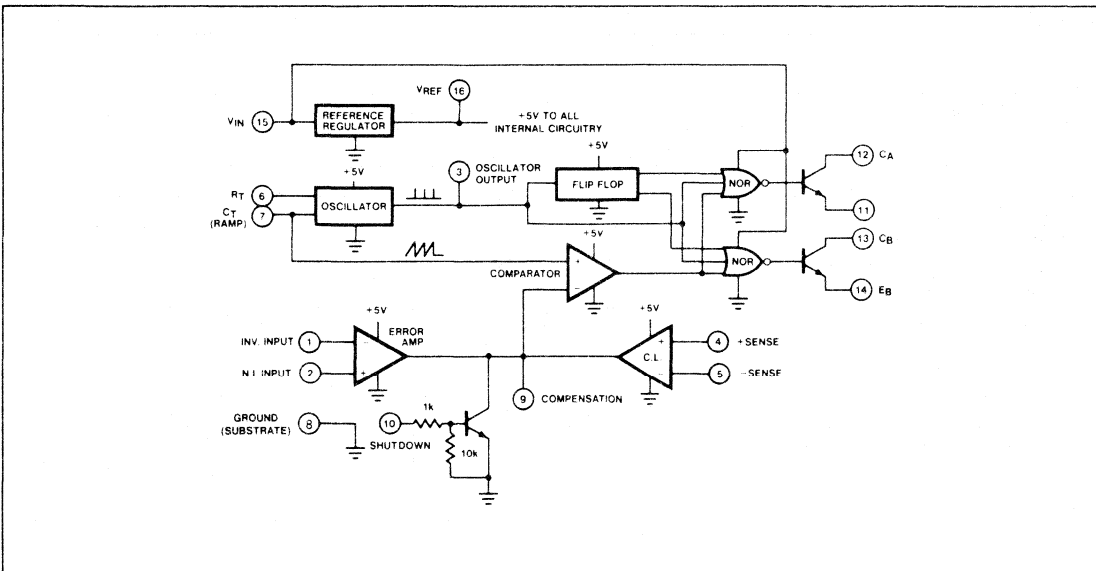 VREF
16
VIN
15
REFERENCE
REGULATOR
+5V TO ALL
INTERNAL CIRCUITRY
+5V
3
OSCILLATOR
OUTPUT
+5V
FLIP FLOP
NOR
12
CA
11
RT
6
CT
7
(RAMP)
OSCILLATOR
13
CB
NOR
14
EB
+5V
COMPARATOR
+
−
+5V
ERROR
AMP
INV. INPUT
1
−
N.I. INPUT
2
+
+5V
C.L.
+
4
+SENSE
−
5
−SENSE
9
COMPENSATION
GROUND
(SUBSTRATE)
8
10
SHUTDOWN
1k
10k